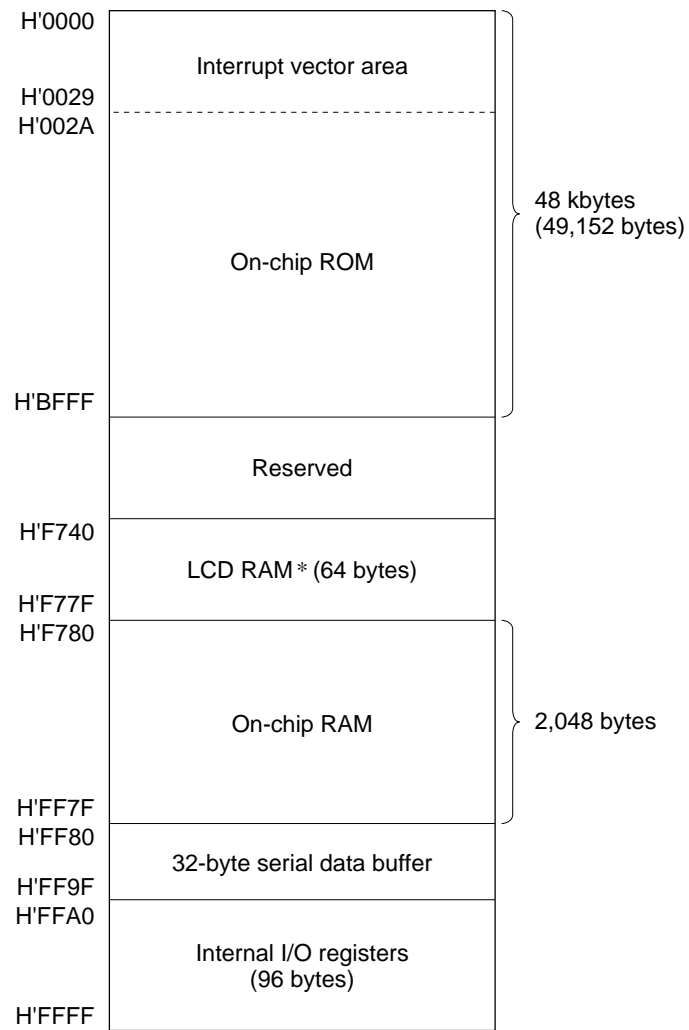 H'0000
Interrupt vector area
H'0029
H'002A
48 kbytes
(49,152 bytes)
On-chip ROM
H'BFFF
Reserved
H'F740
LCD RAM * (64 bytes)
H'F77F
H'F780
On-chip RAM
2,048 bytes
H'FF7F
H'FF80
32-byte serial data buffer
H'FF9F
H'FFA0
Internal I/O registers
(96 bytes)
H'FFFF